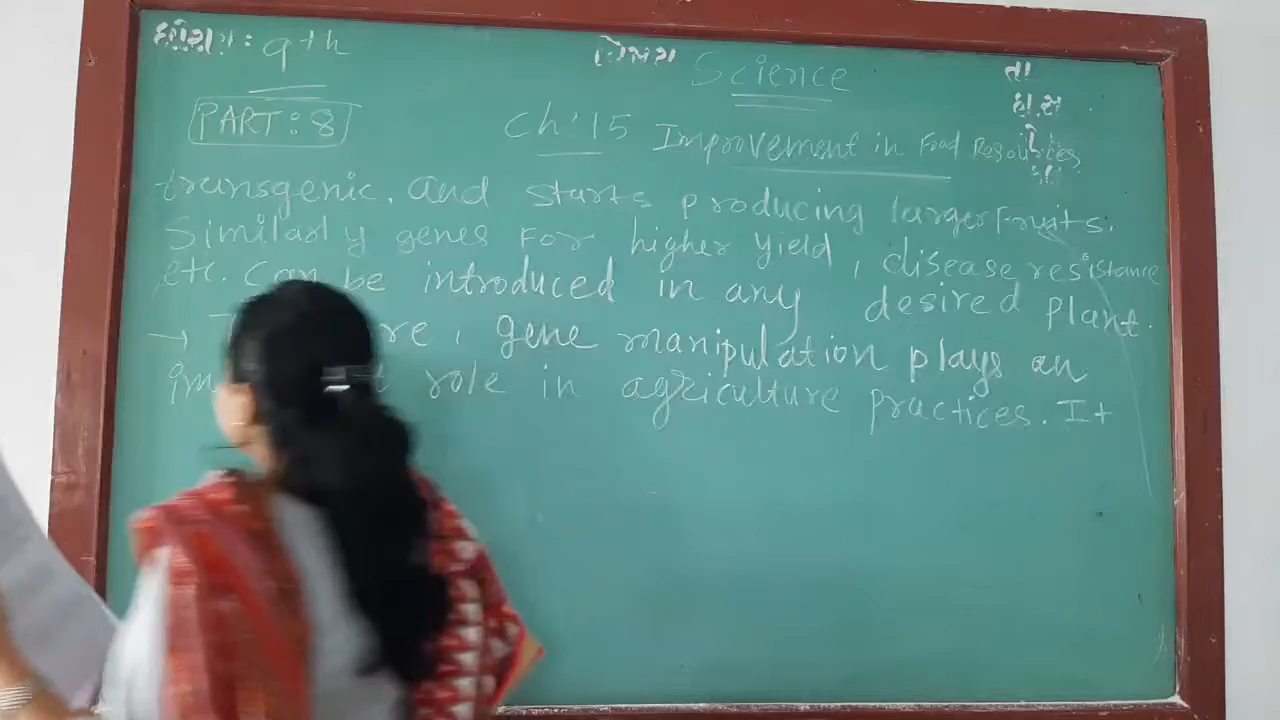 ધોરણ : 9th વિષય Science તા
PART : 8 હા.સ
Ch : 15 Improvement in Food Resources
transgenic. and starts producing larger Fruits.
Similarly genes For higher Yield, disease resistance
etc. Can be introduced in any desired plant.
→ , gene manipulation plays an
role in agriculture practices. It